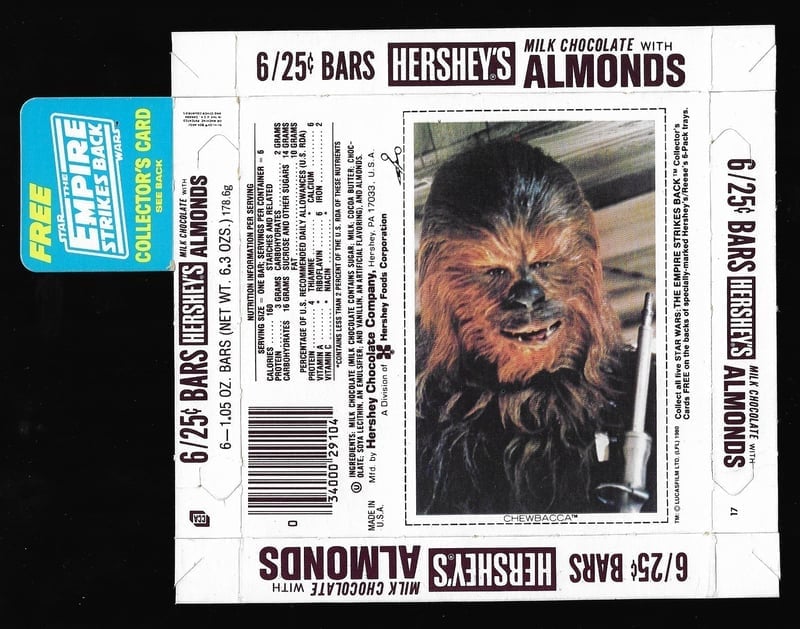 6/25¢ BARS HERSHEY'S® MILK CHOCOLATE WITH ALMONDS
FREE
STAR
THE
EMPIRE
STRIKES BACK
WARS™
COLLECTOR'S CARD
SEE BACK
6/25¢ BARS HERSHEY'S MILK CHOCOLATE WITH ALMONDS
6—1.05 OZ. BARS (NET WT. 6.3 OZS.) 178.6g
NUTRITION INFORMATION PER SERVING
SERVING SIZE = ONE BAR; SERVINGS PER CONTAINER = 6
CALORIES 160 STARCHES AND RELATED
PROTEIN 3 GRAMS CARBOHYDRATES 2 GRAMS
CARBOHYDRATES 16 GRAMS SUCROSE AND OTHER SUGARS 14 GRAMS
FAT 10 GRAMS
PERCENTAGE OF U.S. RECOMMENDED DAILY ALLOWANCES (U.S. RDA)
PROTEIN 4 THIAMINE * CALCIUM 6
VITAMIN A * RIBOFLAVIN 6 IRON 2
VITAMIN C * NIACIN *
*CONTAINS LESS THAN 2 PERCENT OF THE U.S. RDA OF THESE NUTRIENTS
INGREDIENTS: MILK CHOCOLATE (MILK CHOCOLATE CONTAINS SUGAR; MILK; COCOA BUTTER; CHOC-
OLATE; SOYA LECITHIN, AN EMULSIFIER; AND VANILLIN, AN ARTIFICIAL FLAVORING); AND ALMONDS.
MADE IN U.S.A.
Mfd. by Hershey Chocolate Company, Hershey, PA 17033, U.S.A.
A Division of Hershey Foods Corporation
34000 29104
0
CHEWBACCA™
TM: © LUCASFILM LTD. (LFL) 1980
Collect all five STAR WARS: THE EMPIRE STRIKES BACK™ Collector's
Cards FREE on the backs of specially-marked Hershey's/Reese's 6-Pack trays.
6/25¢ BARS HERSHEY'S MILK CHOCOLATE WITH ALMONDS
17
6/25¢ BARS HERSHEY'S® MILK CHOCOLATE WITH ALMONDS